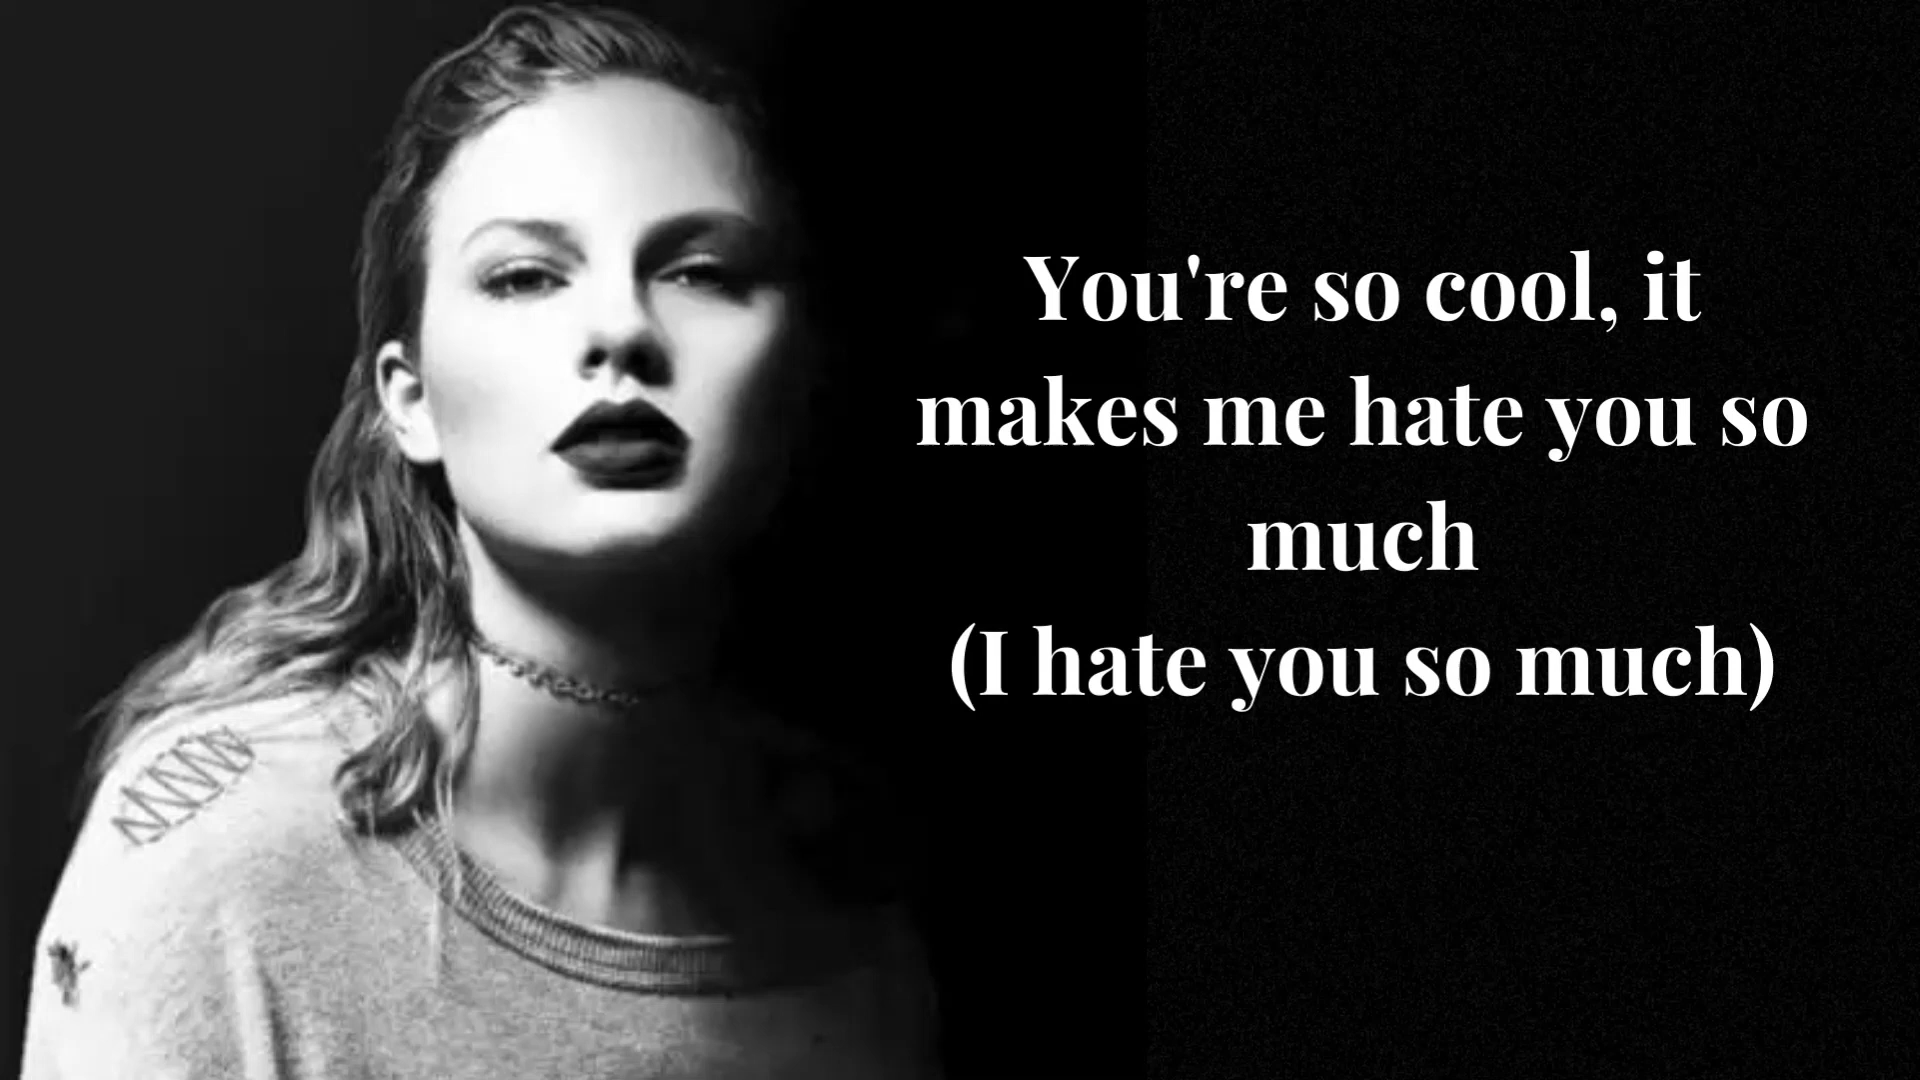 You're so cool, it
makes me hate you so
much
(I hate you so much)